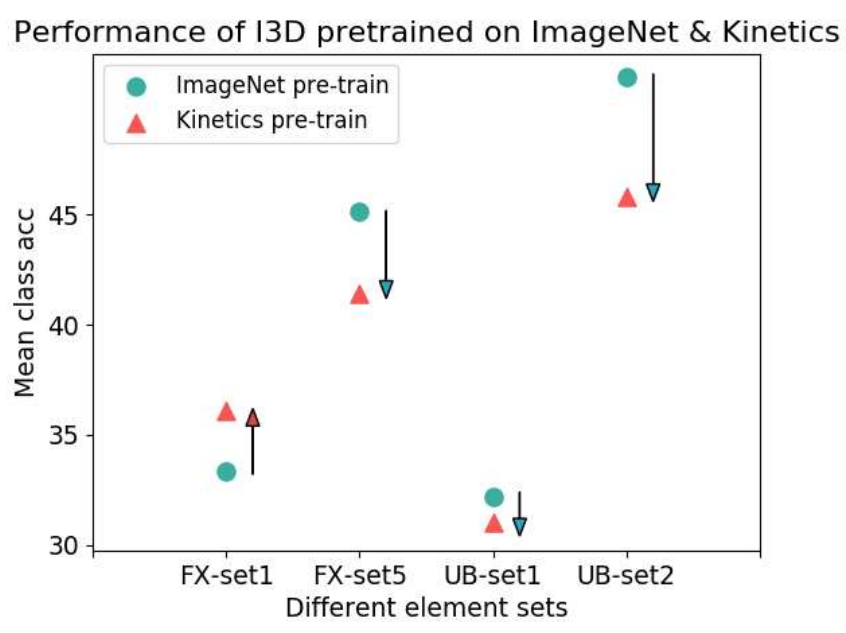 Performance of I3D pretrained on ImageNet & Kinetics
ImageNet pre-train
Kinetics pre-train
Mean class acc
45
40
35
30
FX-set1 FX-set5 UB-set1 UB-set2
Different element sets